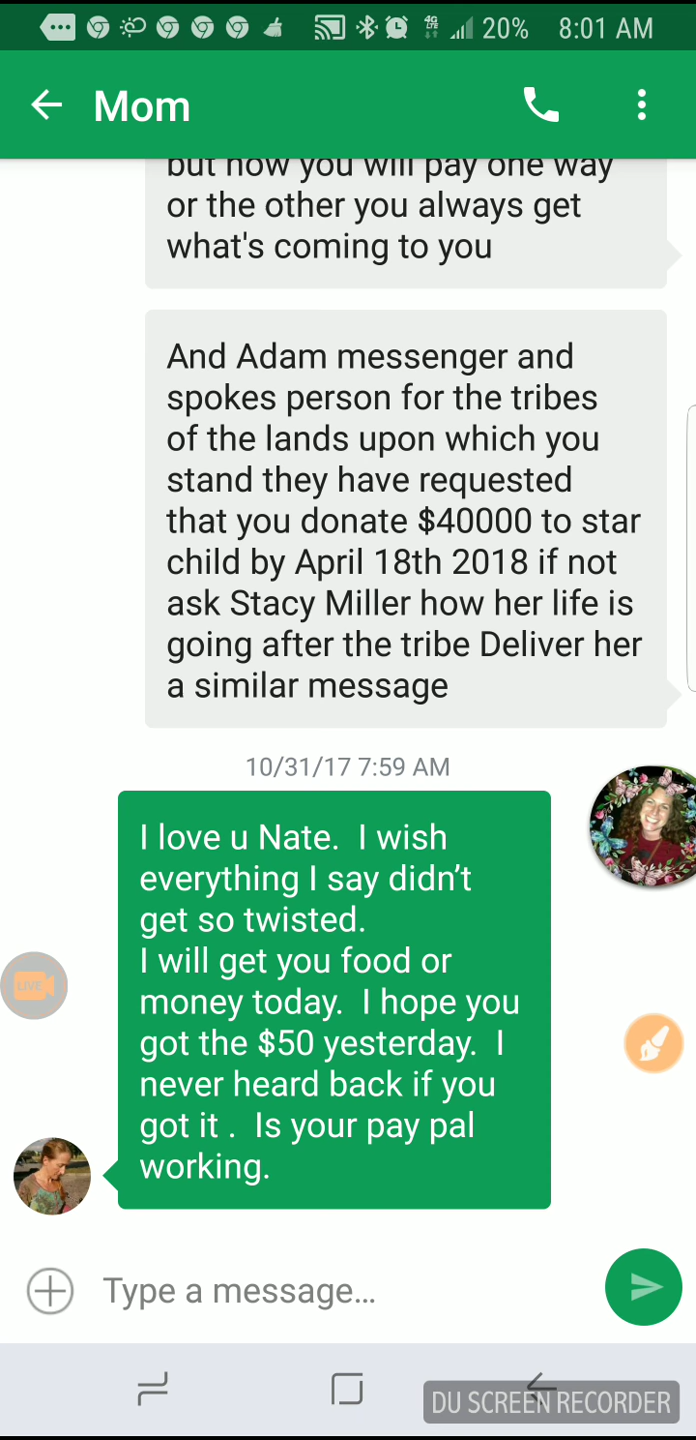 4G
LTE
20%
8:01 AM
Mom
but now you will pay one way
or the other you always get
what's coming to you
And Adam messenger and
spokes person for the tribes
of the lands upon which you
stand they have requested
that you donate $40000 to star
child by April 18th 2018 if not
ask Stacy Miller how her life is
going after the tribe Deliver her
a similar message
10/31/17 7:59 AM
I love u Nate.  I wish
everything I say didn’t
get so twisted.
I will get you food or
money today.  I hope you
got the $50 yesterday.  I
never heard back if you
got it .  Is your pay pal
working.
LIVE
Type a message...
DU SCREEN RECORDER